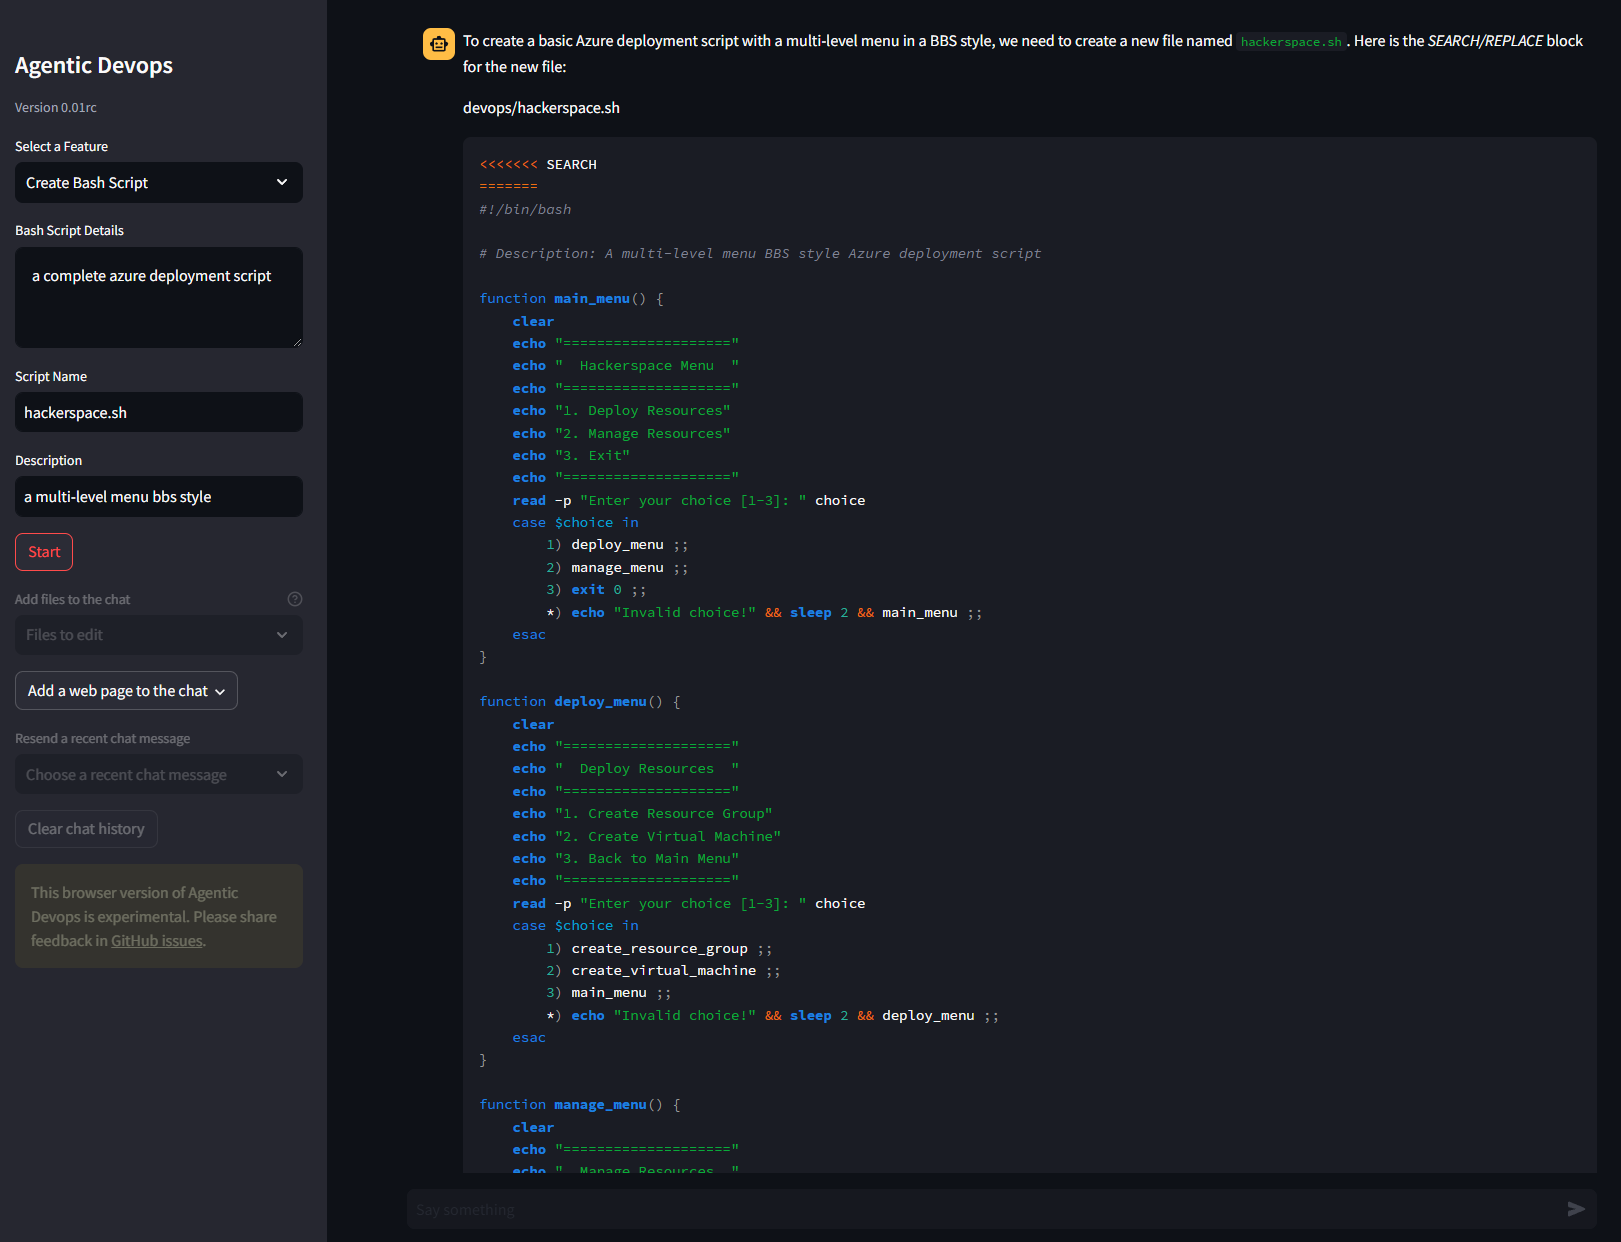 Agentic Devops
Version 0.01rc
Select a Feature
Create Bash Script
Bash Script Details
a complete azure deployment script
Script Name
hackerspace.sh
Description
a multi-level menu bbs style
Start
Add files to the chat
Files to edit
Add a web page to the chat
Resend a recent chat message
Choose a recent chat message
Clear chat history
This browser version of Agentic
Devops is experimental. Please share
feedback in GitHub issues.
To create a basic Azure deployment script with a multi-level menu in a BBS style, we need to create a new file named hackerspace.sh. Here is the SEARCH/REPLACE block
for the new file:
devops/hackerspace.sh
<<<<<<< SEARCH
=======
#!/bin/bash
# Description: A multi-level menu BBS style Azure deployment script
function main_menu() {
    clear
    echo "===================="
    echo "  Hackerspace Menu  "
    echo "===================="
    echo "1. Deploy Resources"
    echo "2. Manage Resources"
    echo "3. Exit"
    echo "===================="
    read -p "Enter your choice [1-3]: " choice
    case $choice in
        1) deploy_menu ;;
        2) manage_menu ;;
        3) exit 0 ;;
        *) echo "Invalid choice!" && sleep 2 && main_menu ;;
    esac
}
function deploy_menu() {
    clear
    echo "===================="
    echo "  Deploy Resources  "
    echo "===================="
    echo "1. Create Resource Group"
    echo "2. Create Virtual Machine"
    echo "3. Back to Main Menu"
    echo "===================="
    read -p "Enter your choice [1-3]: " choice
    case $choice in
        1) create_resource_group ;;
        2) create_virtual_machine ;;
        3) main_menu ;;
        *) echo "Invalid choice!" && sleep 2 && deploy_menu ;;
    esac
}
function manage_menu() {
    clear
    echo "===================="
    echo "  Manage Resources  "
Say something